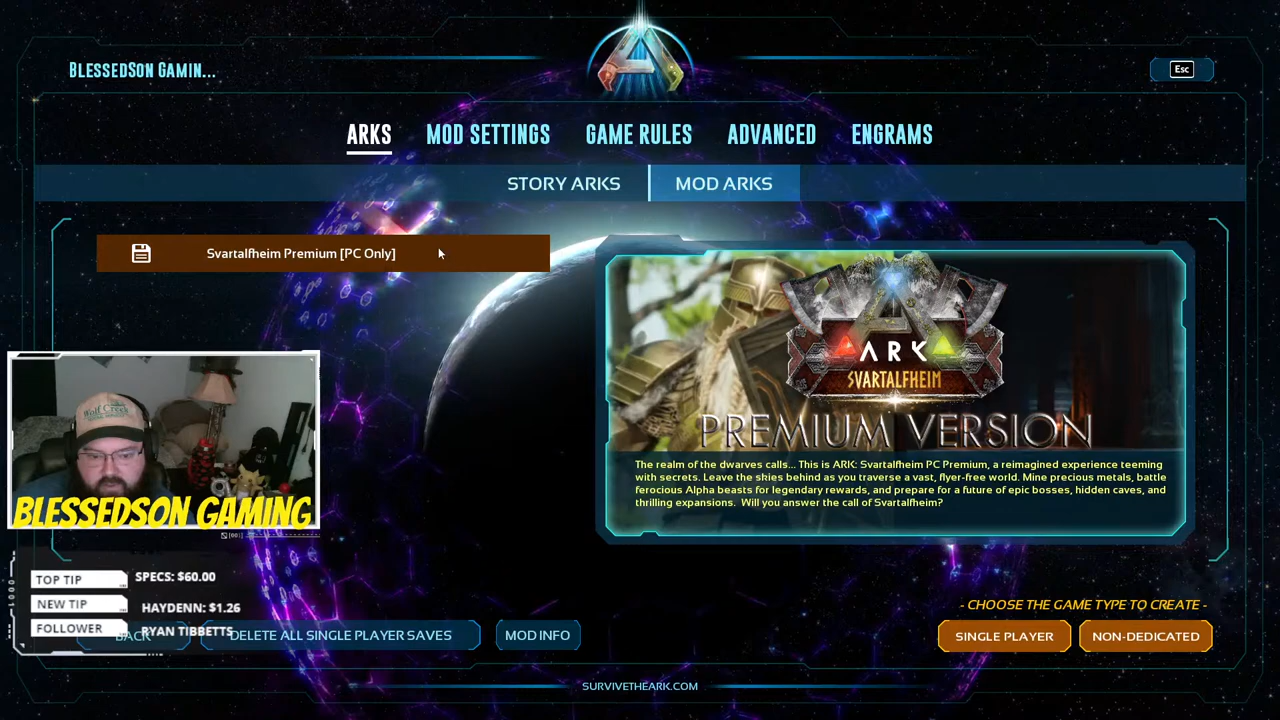 BLESSEDSON GAMIN...
Esc
ARKS
MOD SETTINGS
GAME RULES
ADVANCED
ENGRAMS
STORY ARKS
MOD ARKS
Svartalfheim Premium [PC Only]
ARK
SVARTALFHEIM
PREMIUM VERSION
The realm of the dwarves calls... This is ARK: Svartalfheim PC Premium, a reimagined experience teeming
with secrets. Leave the skies behind as you traverse a vast, flyer-free world. Mine precious metals, battle
ferocious Alpha beasts for legendary rewards, and prepare for a future of epic bosses, hidden caves, and
thrilling expansions. Will you answer the call of Svartalfheim?
Wolf Creek
BLESSEDSON GAMING
TOP TIP
SPECS: $60.00
NEW TIP
HAYDENN: $1.26
FOLLOWER
RYAN TIBBETTS
BACK
DELETE ALL SINGLE PLAYER SAVES
MOD INFO
- CHOOSE THE GAME TYPE TO CREATE -
SINGLE PLAYER
NON-DEDICATED
SURVIVETHEARK.COM